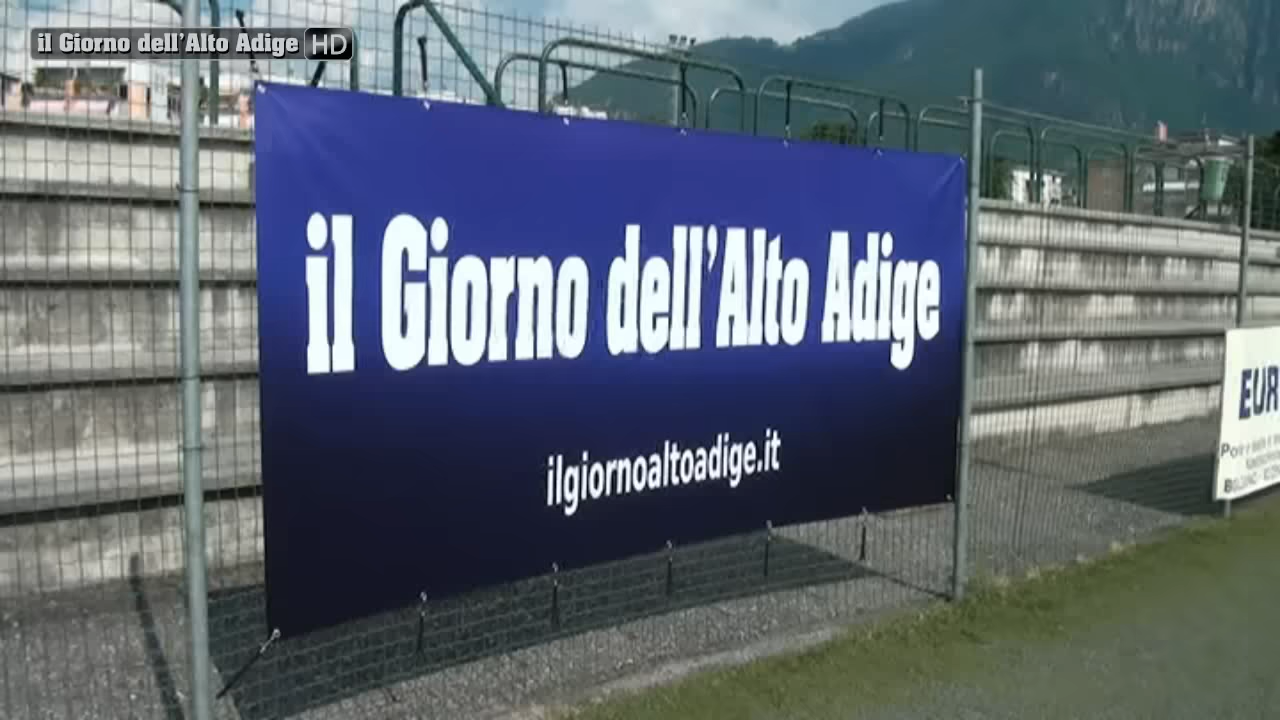 il Giorno dell'Alto Adige HD
il Giorno dell'Alto Adige
ilgiornoaltoadige.it
EUR